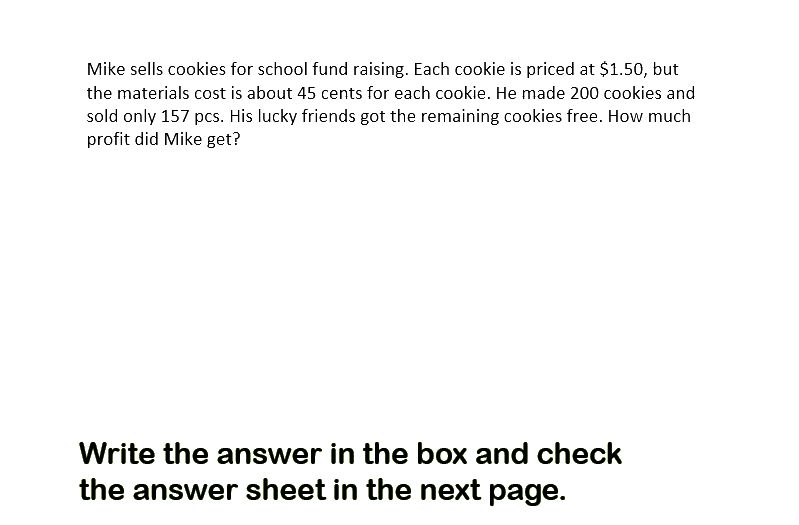 Mike sells cookies for school fund raising. Each cookie is priced at $1.50, but
the materials cost is about 45 cents for each cookie. He made 200 cookies and
sold only 157 pcs. His lucky friends got the remaining cookies free. How much
profit did Mike get?
Write the answer in the box and check
the answer sheet in the next page.